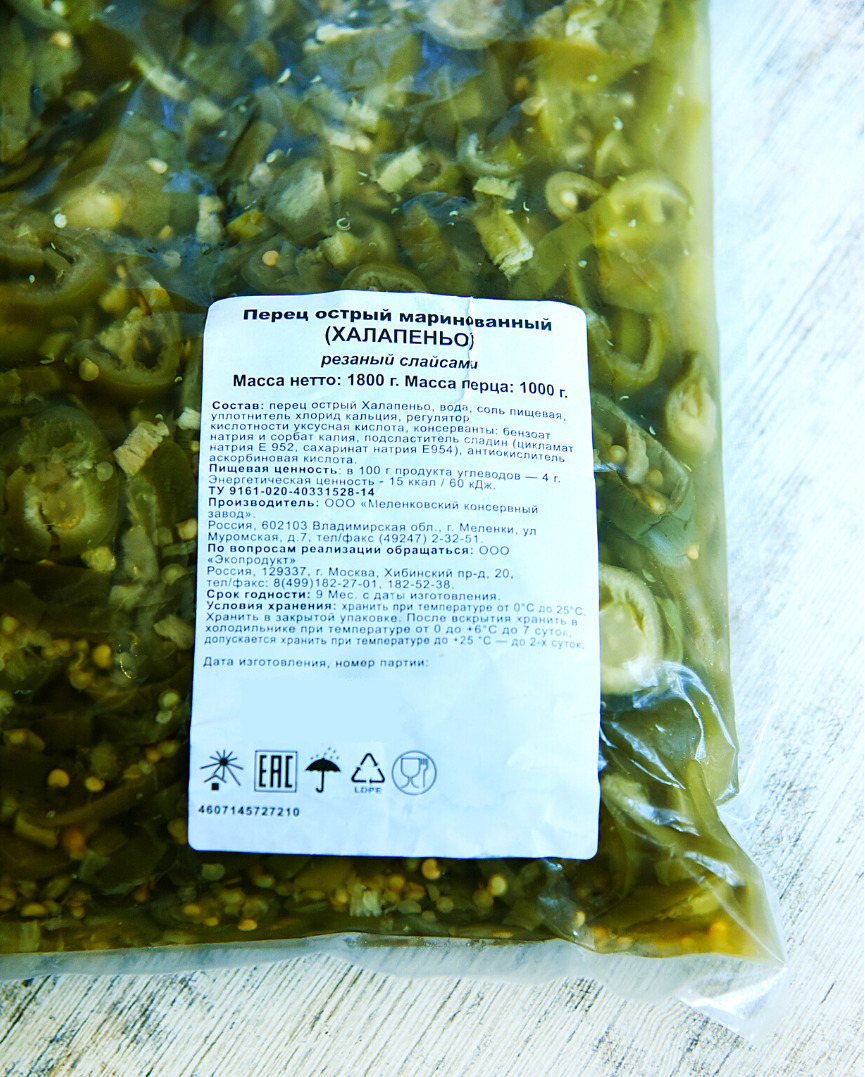 Перец острый маринованный
(ХАЛАПЕНЬО)
резаный слайсами
Масса нетто: 1800 г. Масса перца: 1000 г.
Состав: перец острый Халапеньо, вода, соль пищевая,
уплотнитель хлорид кальция, регулятор
кислотности уксусная кислота, консерванты: бензоат
натрия и сорбат калия, подсластитель сладин (цикламат
натрия Е 952, сахаринат натрия Е954), антиокислитель
аскорбиновая кислота.
Пищевая ценность: в 100 г продукта углеводов — 4 г.
Энергетическая ценность - 15 ккал / 60 кДж.
ТУ 9161-020-40331528-14
Производитель: ООО «Меленковский консервный
завод».
Россия, 602103 Владимирская обл., г. Меленки, ул
Муромская, д.7, тел/факс (49247) 2-32-51.
По вопросам реализации обращаться: ООО
«Экопродукт»
Россия, 129337, г. Москва, Хибинский пр-д, 20,
тел/факс: 8(499)182-27-01, 182-52-38.
Срок годности: 9 Мес. с даты изготовления.
Условия хранения: хранить при температуре от 0°С до 25°С.
Хранить в закрытой упаковке. После вскрытия хранить в
холодильнике при температуре от 0 до +6°С до 7 суток,
допускается хранить при температуре до +25 °С — до 2-х суток.
Дата изготовления, номер партии:
ЕАС
LDPE
4607145727210